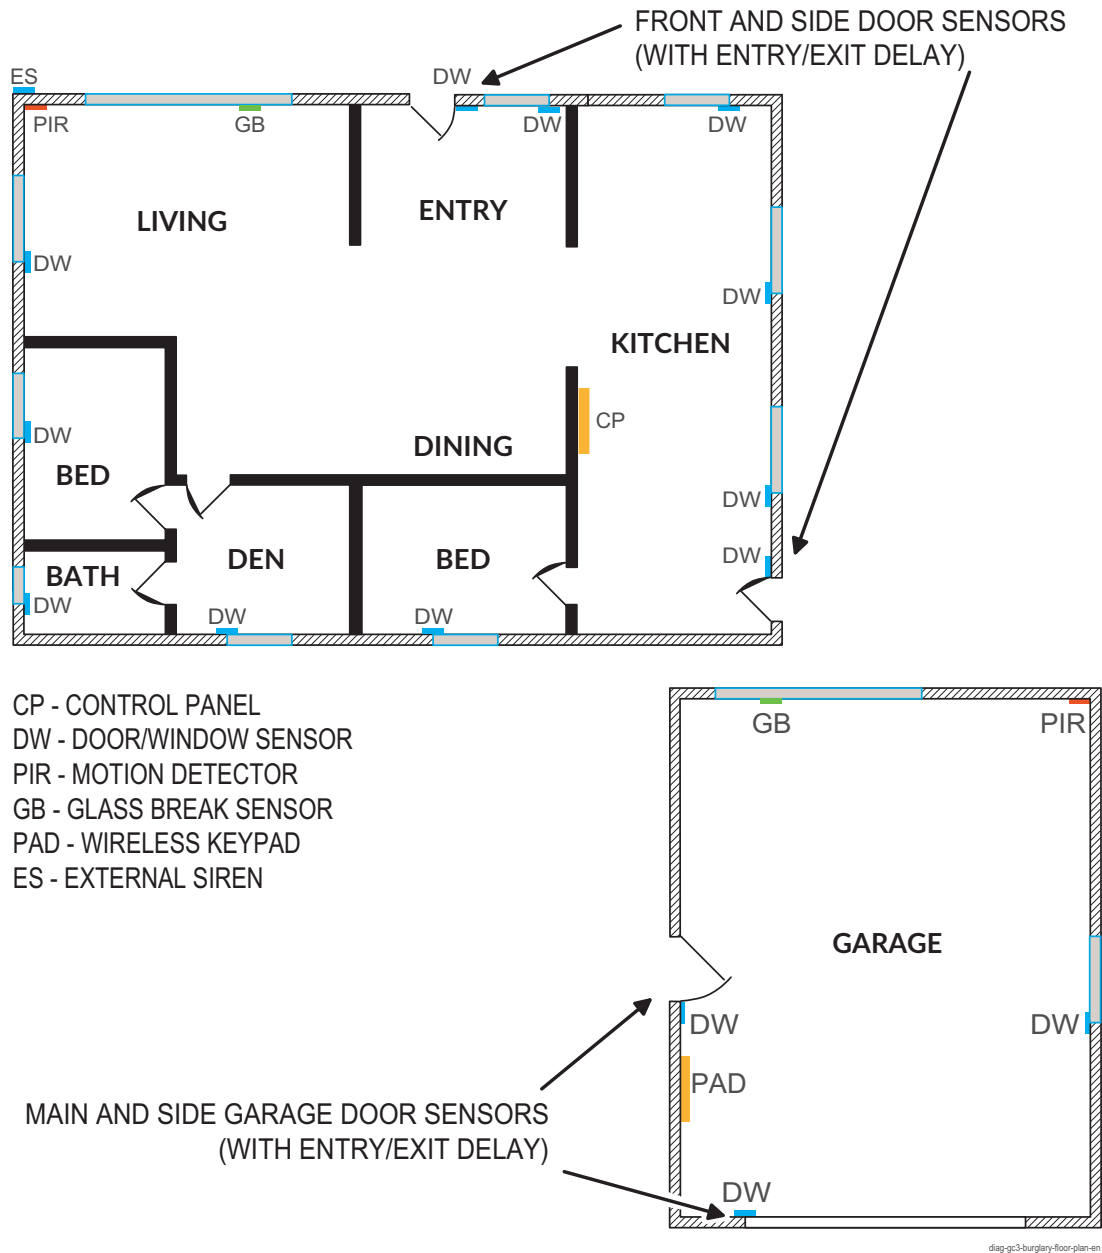 FRONT AND SIDE DOOR SENSORS
(WITH ENTRY/EXIT DELAY)
ES
DW
PIR
GB
DW
DW
LIVING
ENTRY
DW
DW
KITCHEN
CP
DW
DINING
BED
DW
DW
DEN
BED
BATH
DW
DW
DW
CP - CONTROL PANEL
DW - DOOR/WINDOW SENSOR
PIR - MOTION DETECTOR
GB - GLASS BREAK SENSOR
PAD - WIRELESS KEYPAD
ES - EXTERNAL SIREN
GB
PIR
GARAGE
DW
DW
PAD
MAIN AND SIDE GARAGE DOOR SENSORS
(WITH ENTRY/EXIT DELAY)
DW
diag-gc3-burglary-floor-plan-en